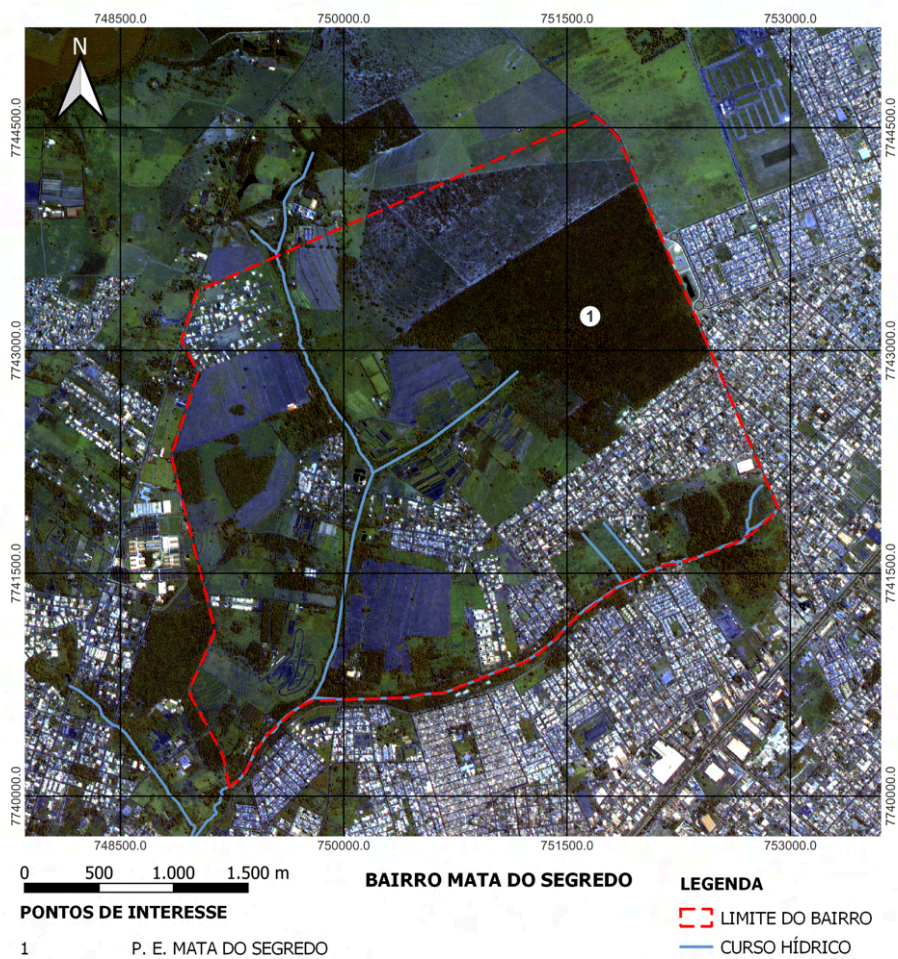 748500.0 750000.0 751500.0 753000.0
N
7744500.0 7744500.0
1
7743000.0 7743000.0
7741500.0 7741500.0
7740000.0 7740000.0
748500.0 750000.0 751500.0 753000.0
0 500 1.000 1.500 m
BAIRRO MATA DO SEGREDO
PONTOS DE INTERESSE
1 P. E. MATA DO SEGREDO
LEGENDA
LIMITE DO BAIRRO
CURSO HÍDRICO